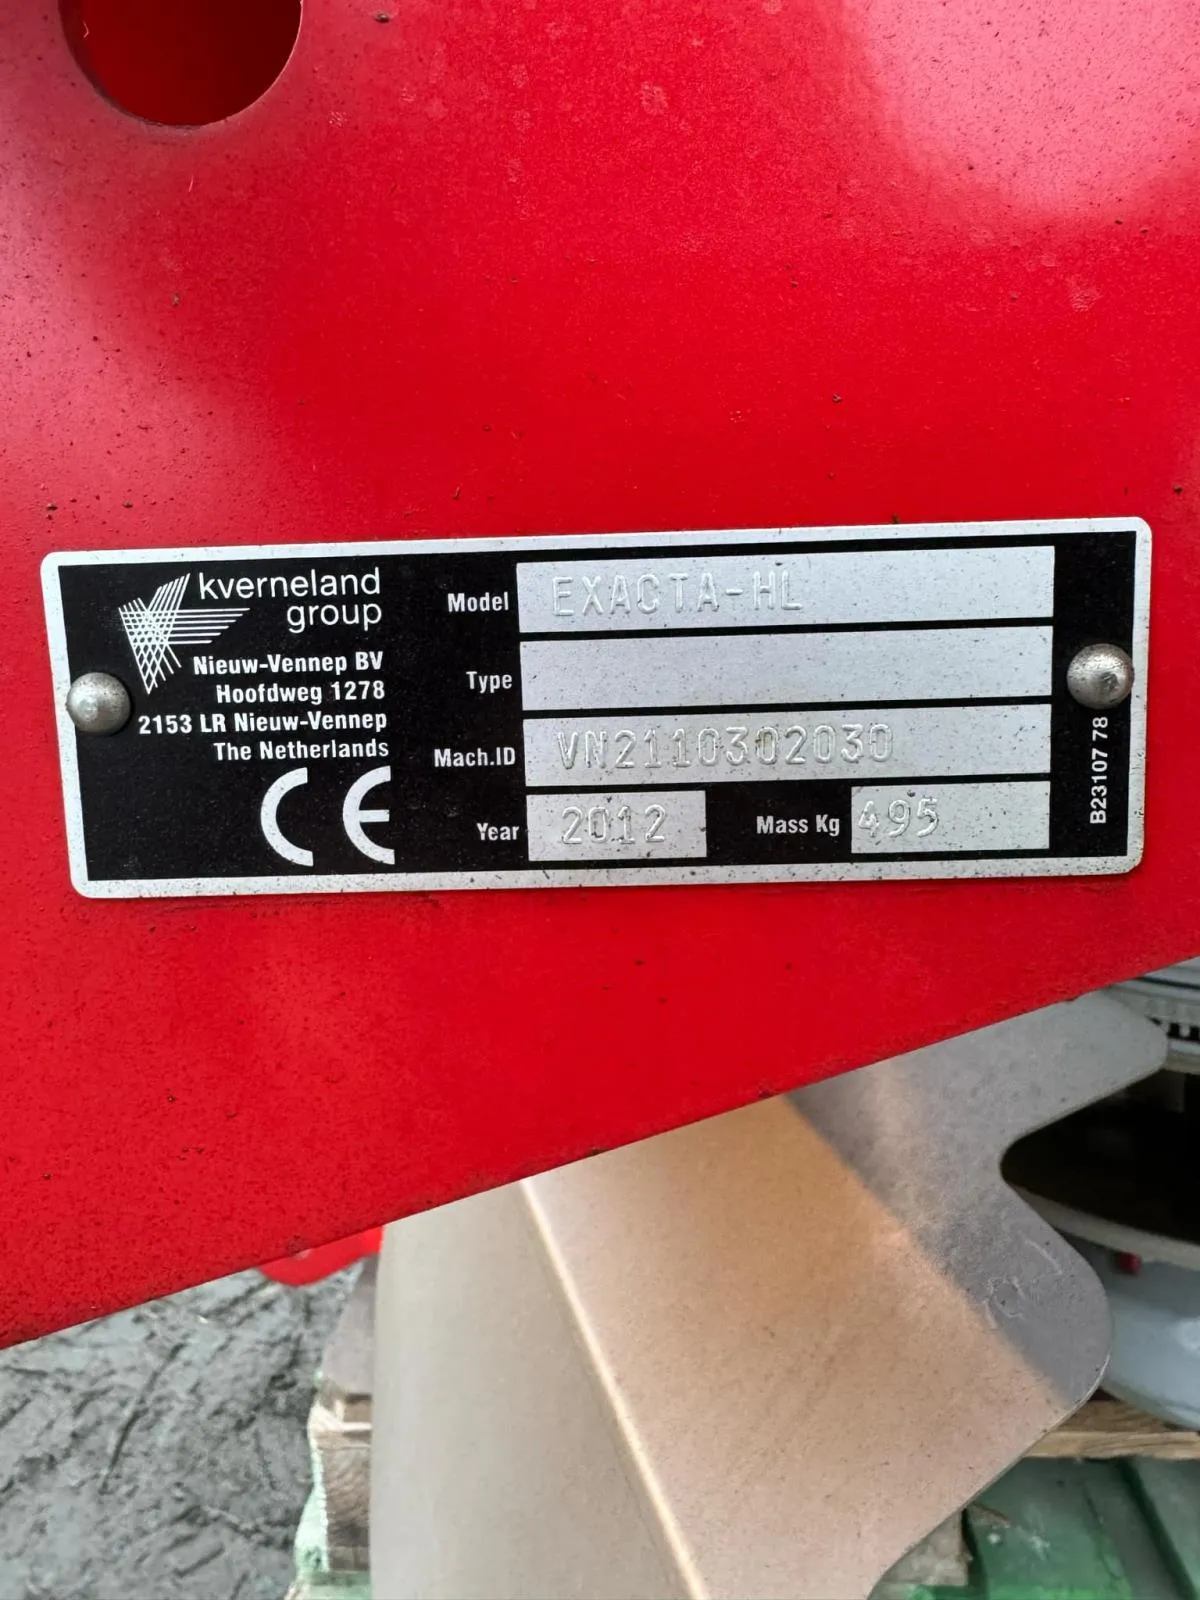 kverneland
group
Nieuw-Vennep BV
Hoofdweg 1278
2153 LR Nieuw-Vennep
The Netherlands
CE
Model EXACTA-HL
Type
Mach.ID VN2110302030
Year 2012 Mass Kg 495
B23107 78